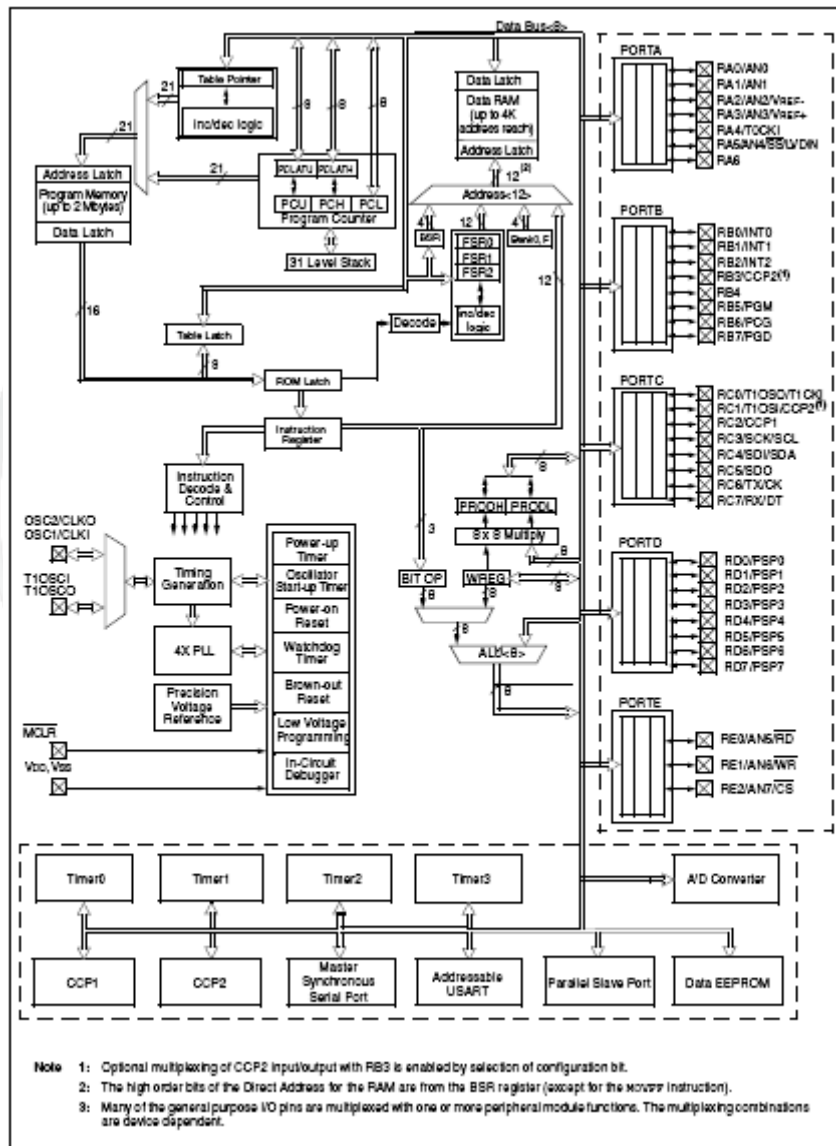 Data Bus<8>
Table Pointer
inc/dec logic
21
21
21
8
8
8
Address Latch
Program Memory
(up to 2 Mbytes)
Data Latch
16
PCLATU
PCLATH
PCU
PCH
PCL
Program Counter
31 Level Stack
Data Latch
Data RAM
(up to 4K
address reach)
Address Latch
12(2)
Address<12>
4
12
4
BSR
FSR0
FSR1
FSR2
Bank0, F
inc/dec
logic
12
Decode
Table Latch
8
ROM Latch
Instruction
Register
Instruction
Decode &
Control
OSC2/CLKO
OSC1/CLKI
T1OSCI
T1OSCO
Timing
Generation
4X PLL
Precision
Voltage
Reference
MCLR
VDD, VSS
Power-up
Timer
Oscillator
Start-up Timer
Power-on
Reset
Watchdog
Timer
Brown-out
Reset
Low Voltage
Programming
In-Circuit
Debugger
8
PRODH
PRODL
8 x 8 Multiply
3
8
BIT OP
WREG
8
8
8
8
ALU<8>
8
PORTA
RA0/AN0
RA1/AN1
RA2/AN2/VREF-
RA3/AN3/VREF+
RA4/T0CKI
RA5/AN4/SS/LVDIN
RA6
PORTB
RB0/INT0
RB1/INT1
RB2/INT2
RB3/CCP2(1)
RB4
RB5/PGM
RB6/PCG
RB7/PGD
PORTC
RC0/T1OSO/T1CKI
RC1/T1OSI/CCP2(1)
RC2/CCP1
RC3/SCK/SCL
RC4/SDI/SDA
RC5/SDO
RC6/TX/CK
RC7/RX/DT
PORTD
RD0/PSP0
RD1/PSP1
RD2/PSP2
RD3/PSP3
RD4/PSP4
RD5/PSP5
RD6/PSP6
RD7/PSP7
PORTE
RE0/AN5/RD
RE1/AN6/WR
RE2/AN7/CS
Timer0
Timer1
Timer2
Timer3
A/D Converter
CCP1
CCP2
Master
Synchronous
Serial Port
Addressable
USART
Parallel Slave Port
Data EEPROM
Note 1: Optional multiplexing of CCP2 input/output with RB3 is enabled by selection of configuration bit.
2: The high order bits of the Direct Address for the RAM are from the BSR register (except for the MOVFF instruction).
3: Many of the general purpose I/O pins are multiplexed with one or more peripheral module functions. The multiplexing combinations
are device dependent.